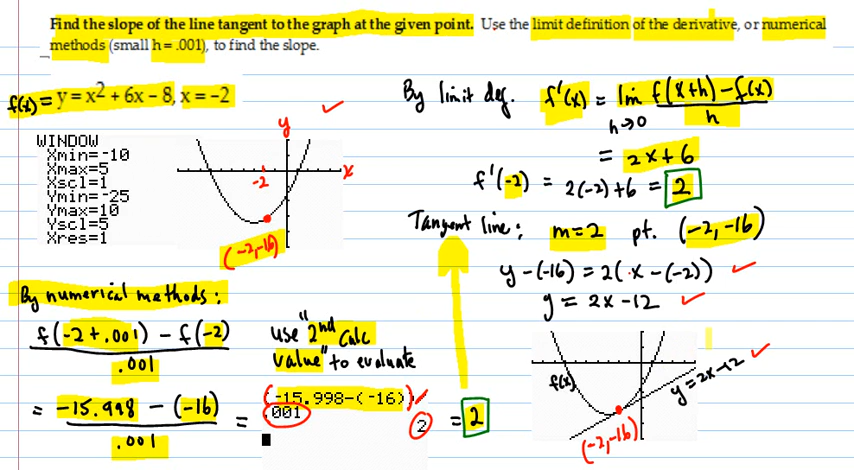 Find the slope of the line tangent to the graph at the given point. Use the limit definition of the derivative, or numerical
methods (small h = .001), to find the slope.
f(x) = y = x² + 6x – 8, x = –2
WINDOW
Xmin=-10
Xmax=5
Xscl=1
Ymin=-25
Ymax=10
Yscl=5
Xres=1
y
x
-2
(-2,-16)
By limit def. f'(x) = lim h→0 f(x+h)-f(x) / h
= 2x+6
f'(-2) = 2(-2)+6 = 2
Tangent line: m=2 pt. (-2,-16)
y-(-16) = 2(x-(-2))
y = 2x-12
By numerical methods:
f(-2+.001) - f(-2) / .001
= -15.998 - (-16) / .001 =
use "2nd Calc
Value" to evaluate
(-15.998-(-16))/
.001
2
= 2
f(x)
y=2x-12
(-2,-16)